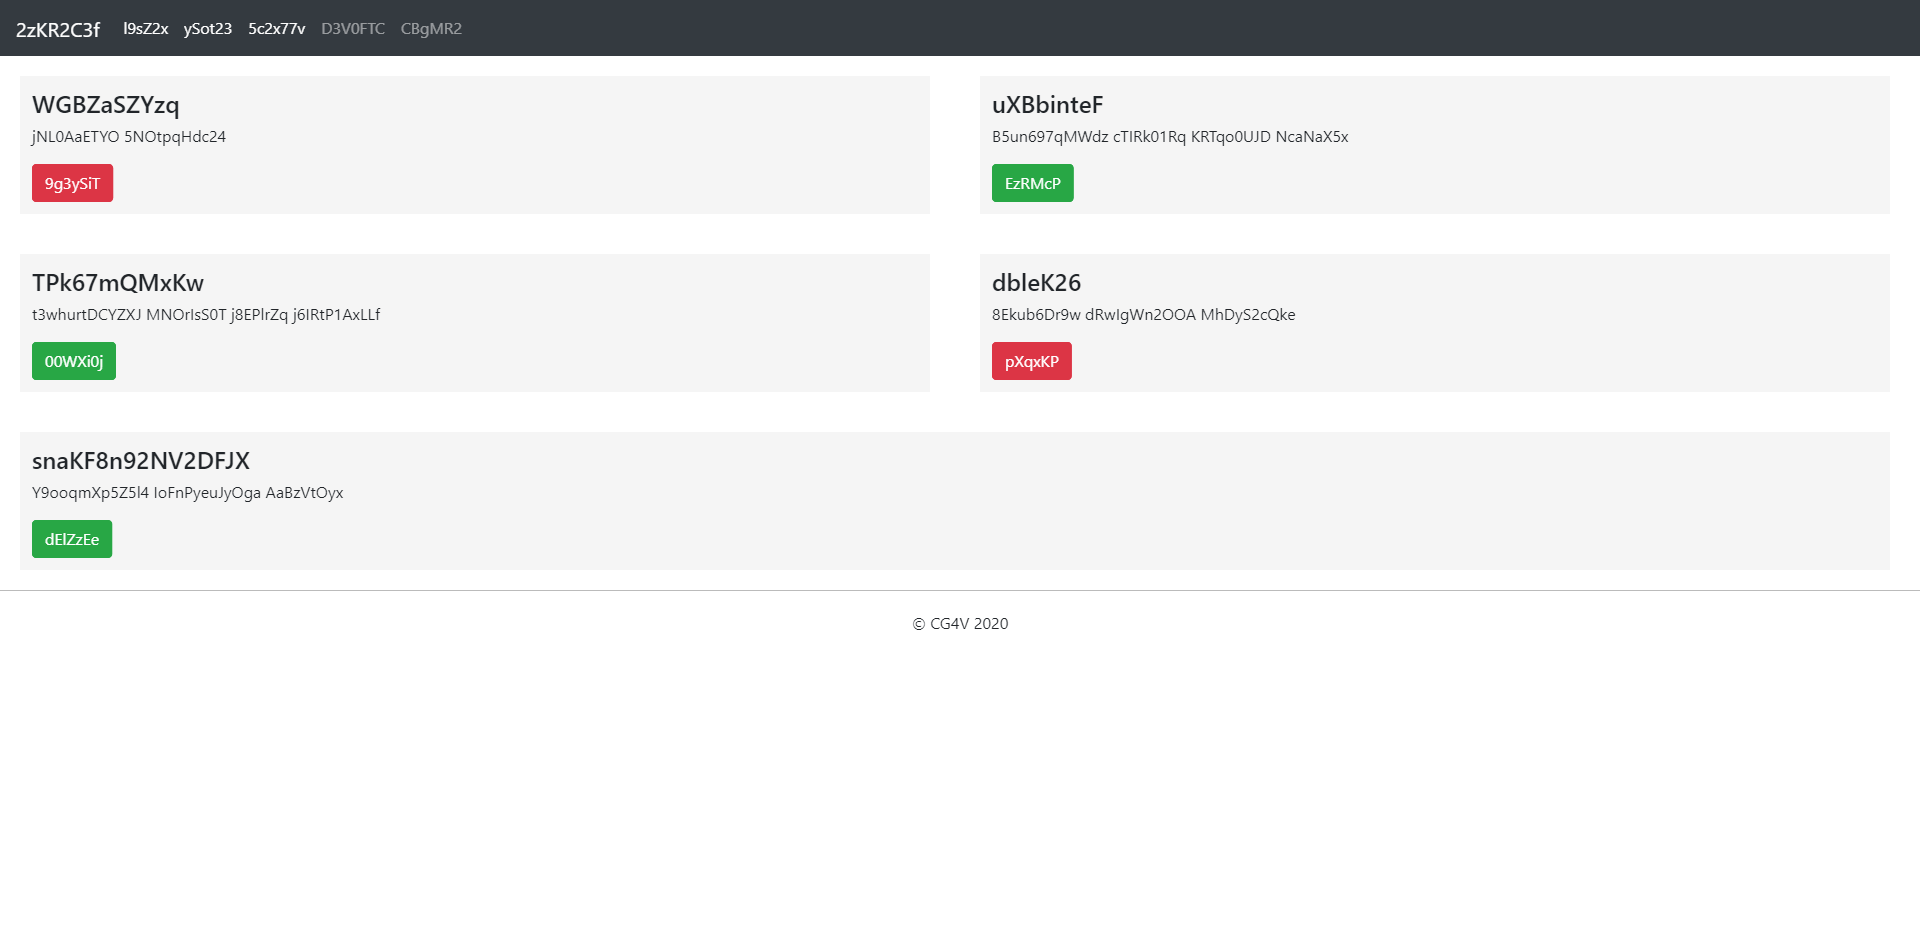 2zKR2C3f l9sZ2x ySot23 5c2x77v D3V0FTC CBgMR2
WGBZaSZYzq
jNL0AaETYO 5NOtpqHdc24
9g3ySiT
uXBbinteF
B5un697qMWdz cTIRk01Rq KRTqo0UJD NcaNaX5x
EzRMcP
TPk67mQMxKw
t3whurtDCYZXJ MNOrIsS0T j8EPlrZq j6IRtP1AxLLf
00WXi0j
dbleK26
8Ekub6Dr9w dRwIgWn2OOA MhDyS2cQke
pXqxKP
snaKF8n92NV2DFJX
Y9ooqmXp5Z5l4 IoFnPyeuJyOga AaBzVtOyx
dElZzEe
© CG4V 2020